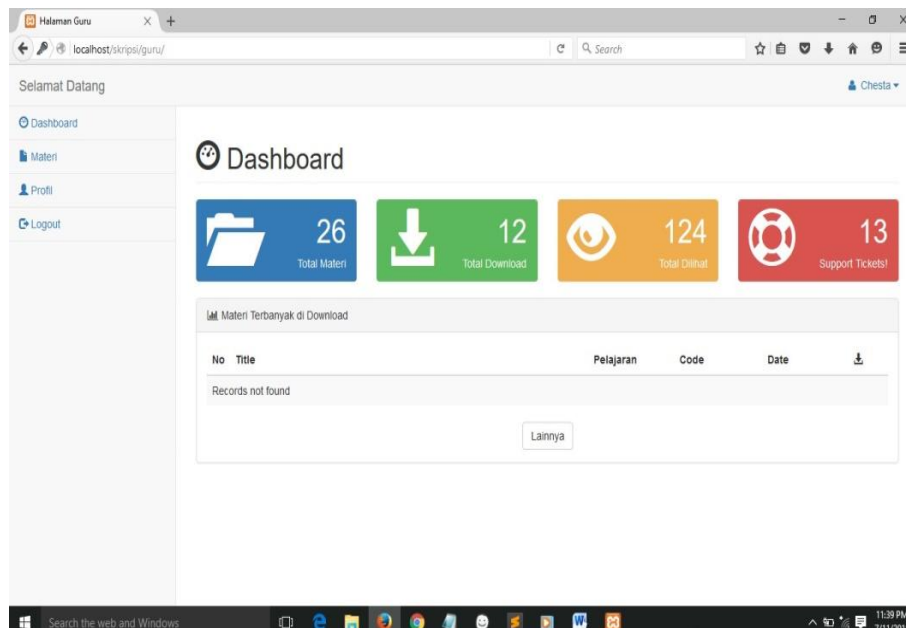 Halaman Guru
localhost/skripsi/guru/
Search
Selamat Datang
Chesta
Dashboard
Materi
Profil
Logout
Dashboard
26
Total Materi
12
Total Download
124
Total Dilihat
13
Support Tickets!
Materi Terbanyak di Download
No Title Pelajaran Code Date
Records not found
Lainnya
Search the web and Windows
11:39 PM